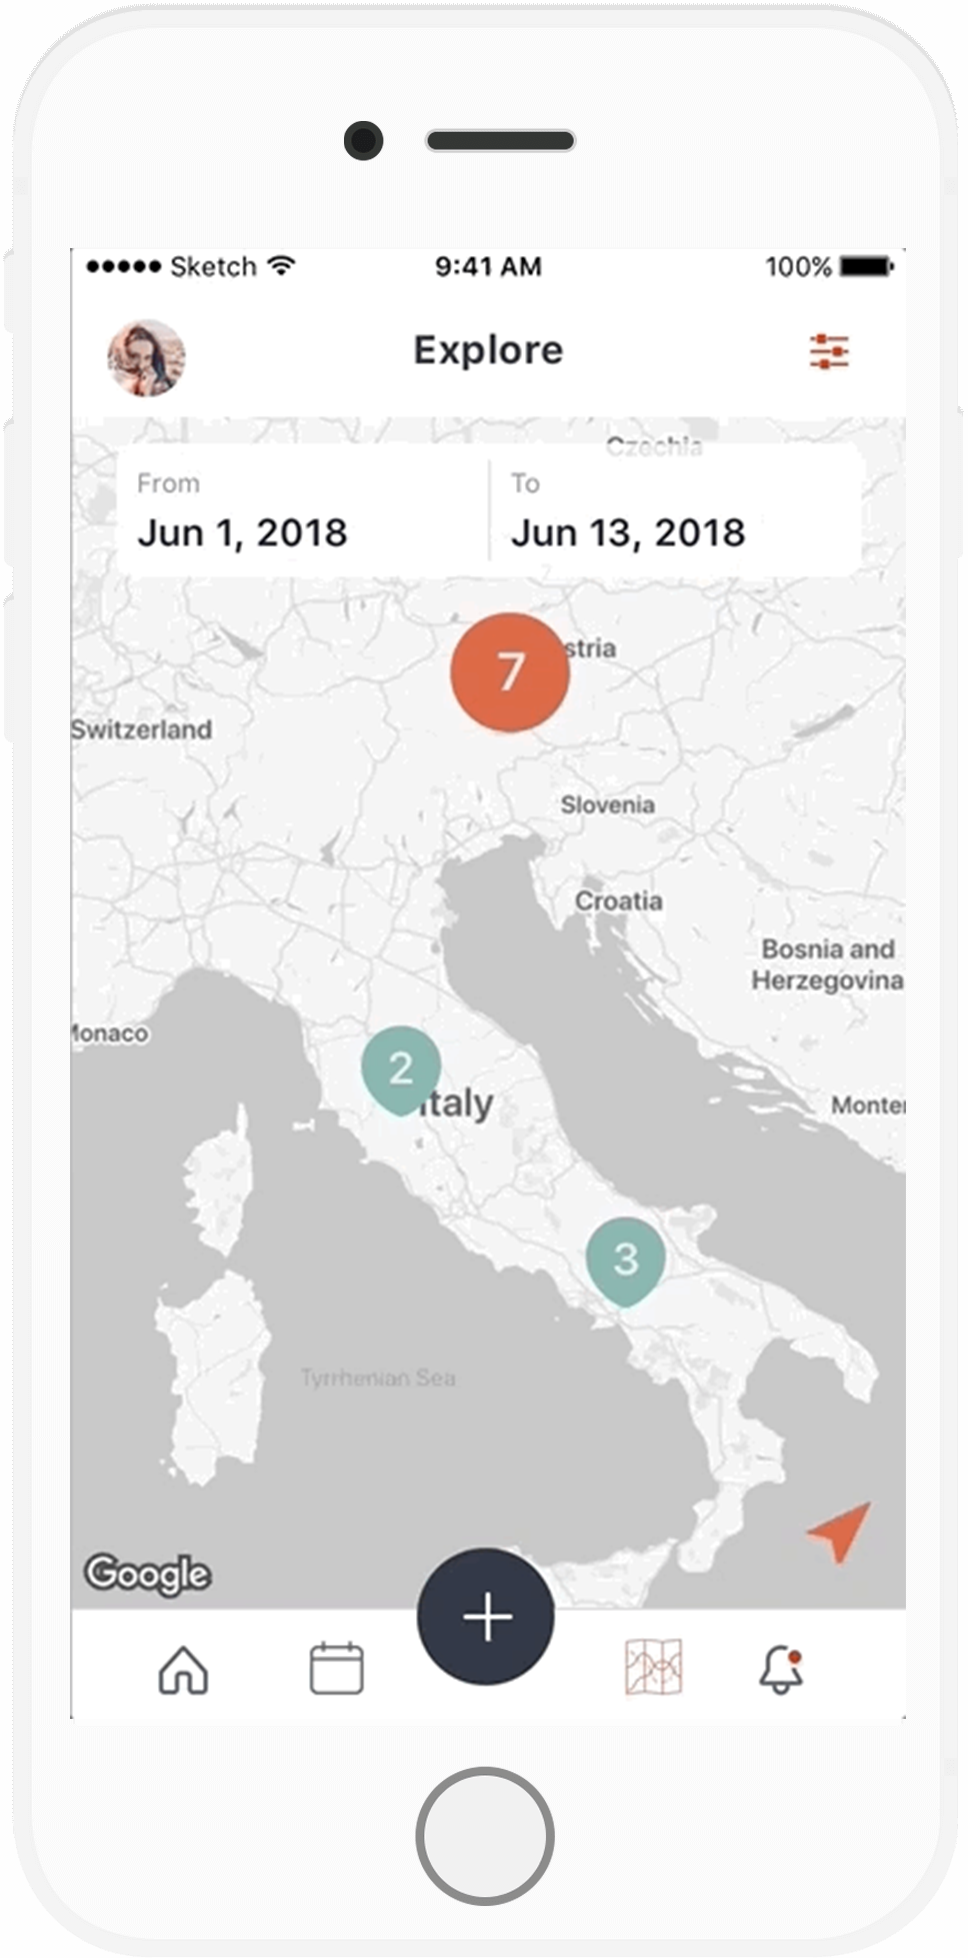 Sketch
9:41 AM
100%
Explore
Czechia
From
To
Jun 1, 2018
Jun 13, 2018
7
stria
Switzerland
Slovenia
Croatia
Bosnia and
Herzegovina
Monaco
2
Italy
Monte
3
Tyrrhenian Sea
Google